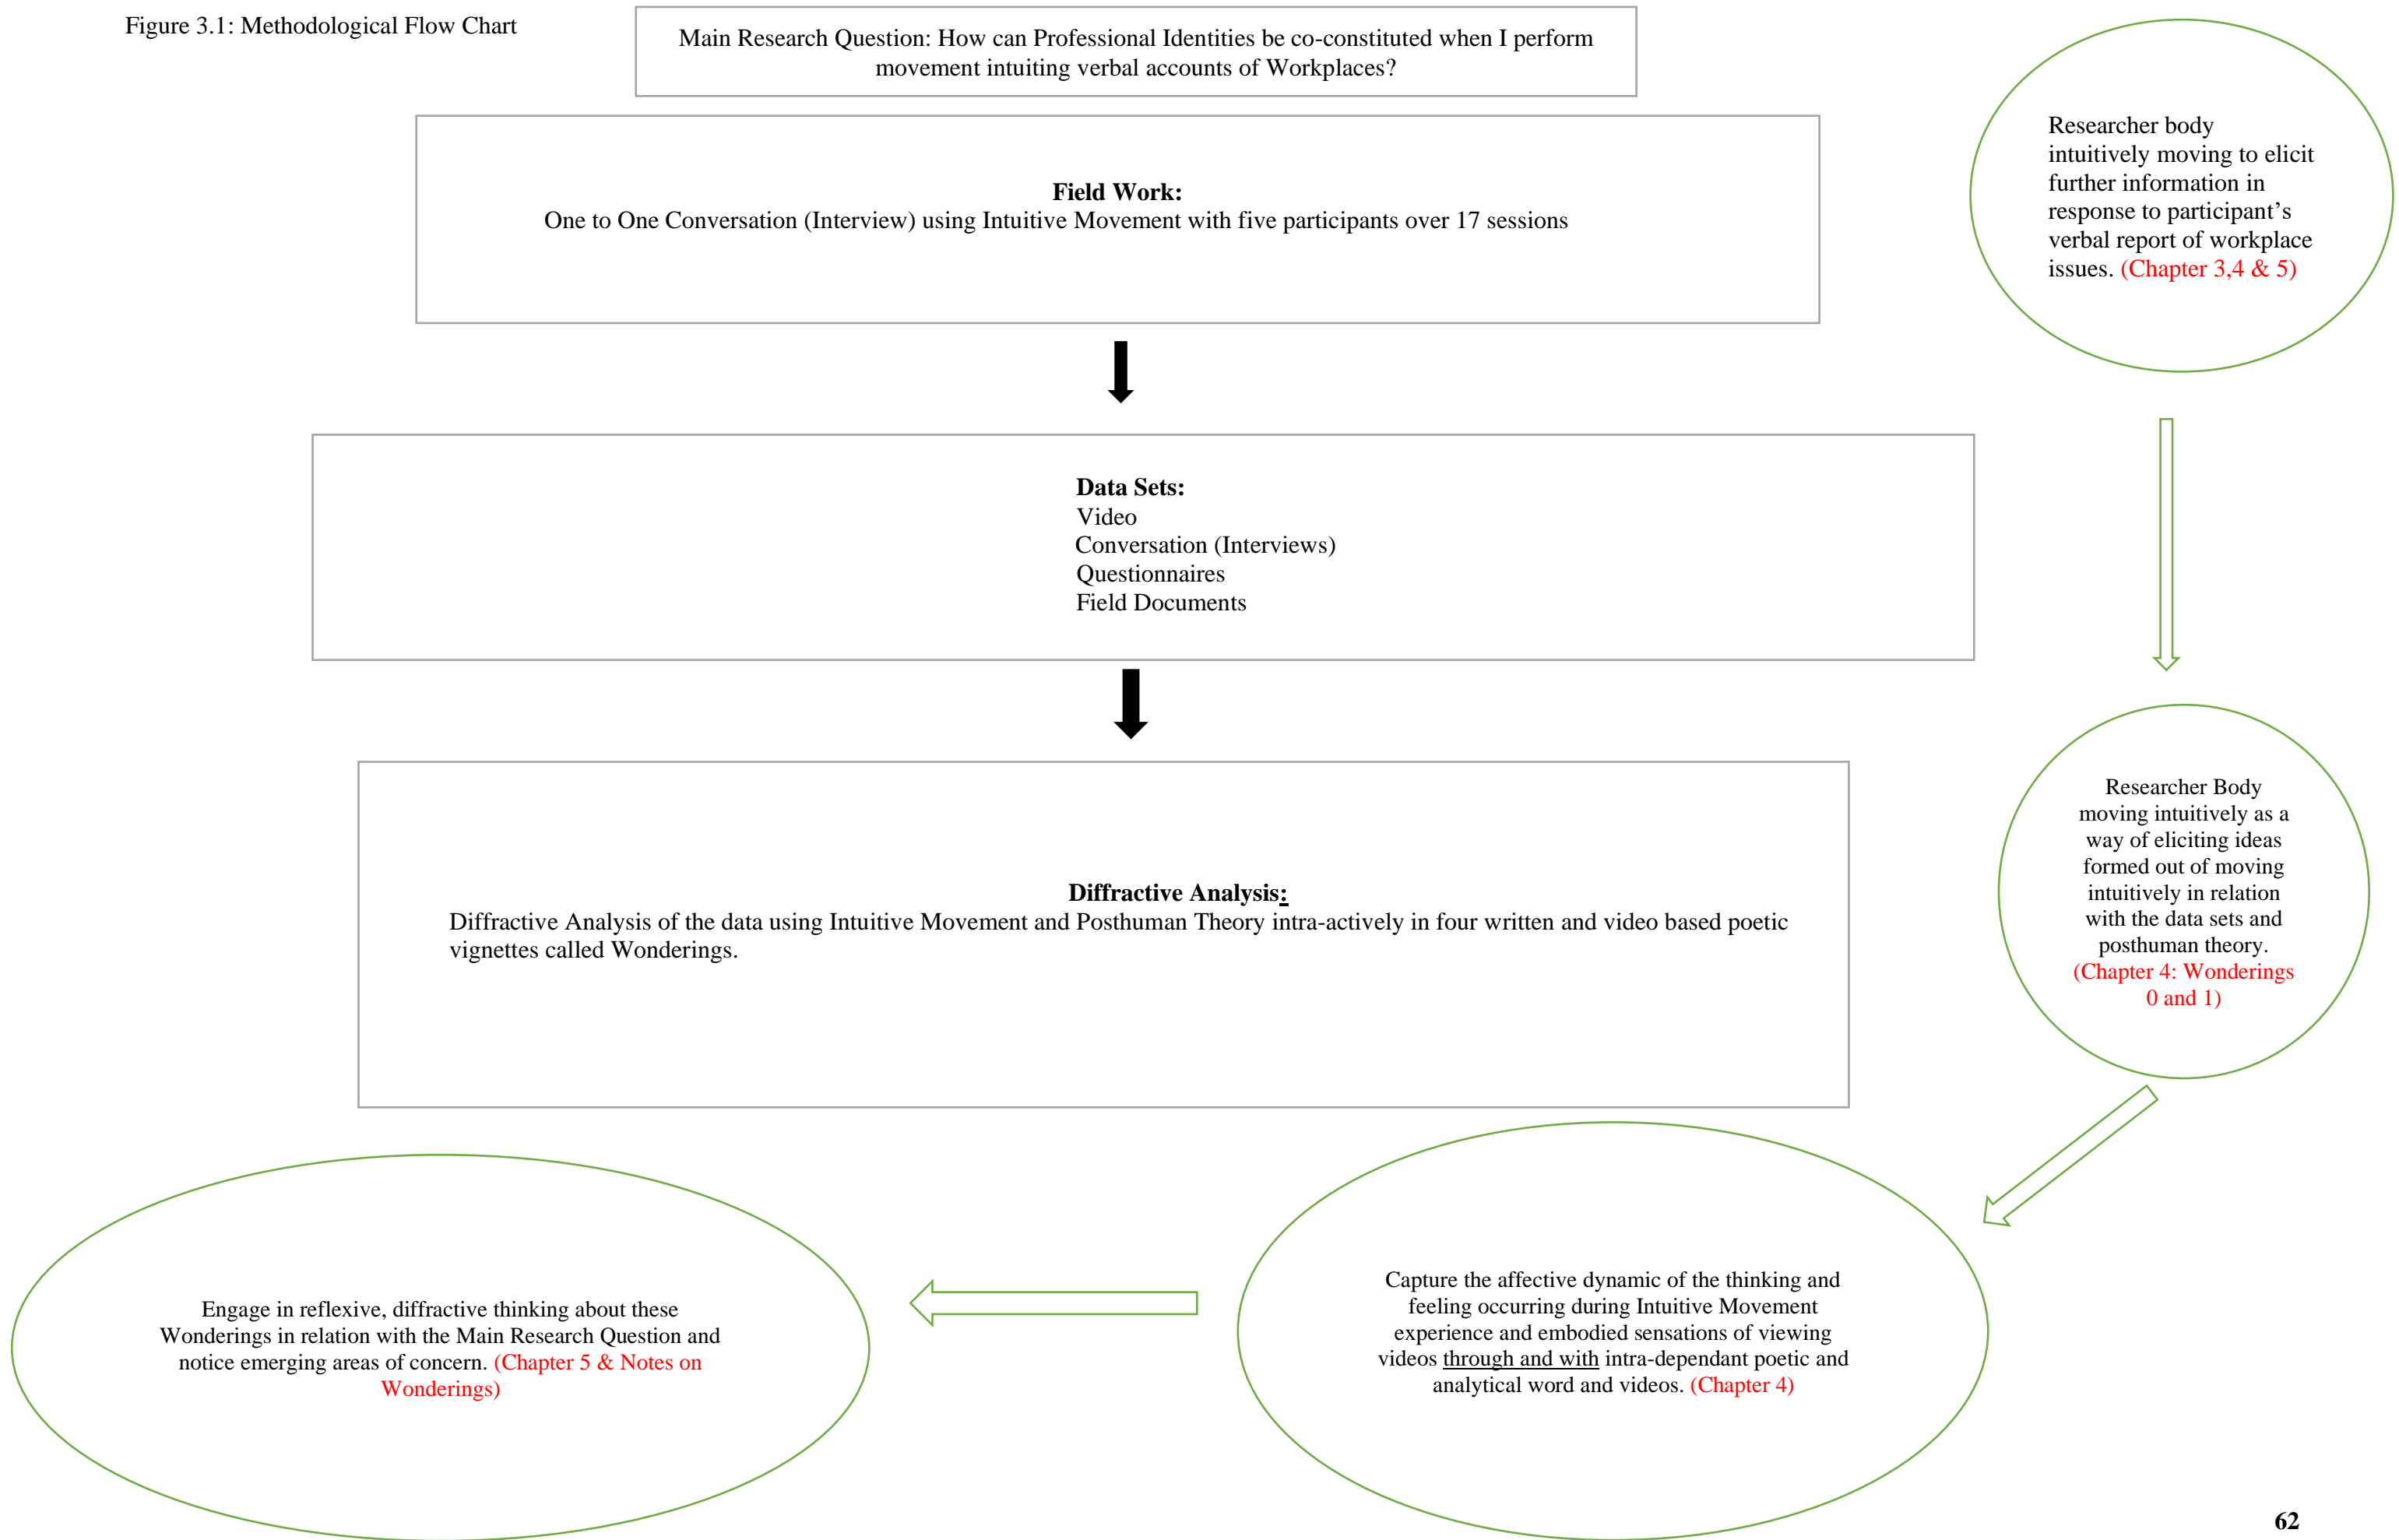 Figure 3.1: Methodological Flow Chart
Main Research Question: How can Professional Identities be co-constituted when I perform
movement intuiting verbal accounts of Workplaces?
Field Work:
One to One Conversation (Interview) using Intuitive Movement with five participants over 17 sessions
Researcher body
intuitively moving to elicit
further information in
response to participant’s
verbal report of workplace
issues. (Chapter 3,4 & 5)
Data Sets:
Video
Conversation (Interviews)
Questionnaires
Field Documents
Diffractive Analysis:
Diffractive Analysis of the data using Intuitive Movement and Posthuman Theory intra-actively in four written and video based poetic
vignettes called Wonderings.
Researcher Body
moving intuitively as a
way of eliciting ideas
formed out of moving
intuitively in relation
with the data sets and
posthuman theory.
(Chapter 4: Wonderings
0 and 1)
Capture the affective dynamic of the thinking and
feeling occurring during Intuitive Movement
experience and embodied sensations of viewing
videos through and with intra-dependant poetic and
analytical word and videos. (Chapter 4)
Engage in reflexive, diffractive thinking about these
Wonderings in relation with the Main Research Question and
notice emerging areas of concern. (Chapter 5 & Notes on
Wonderings)
62